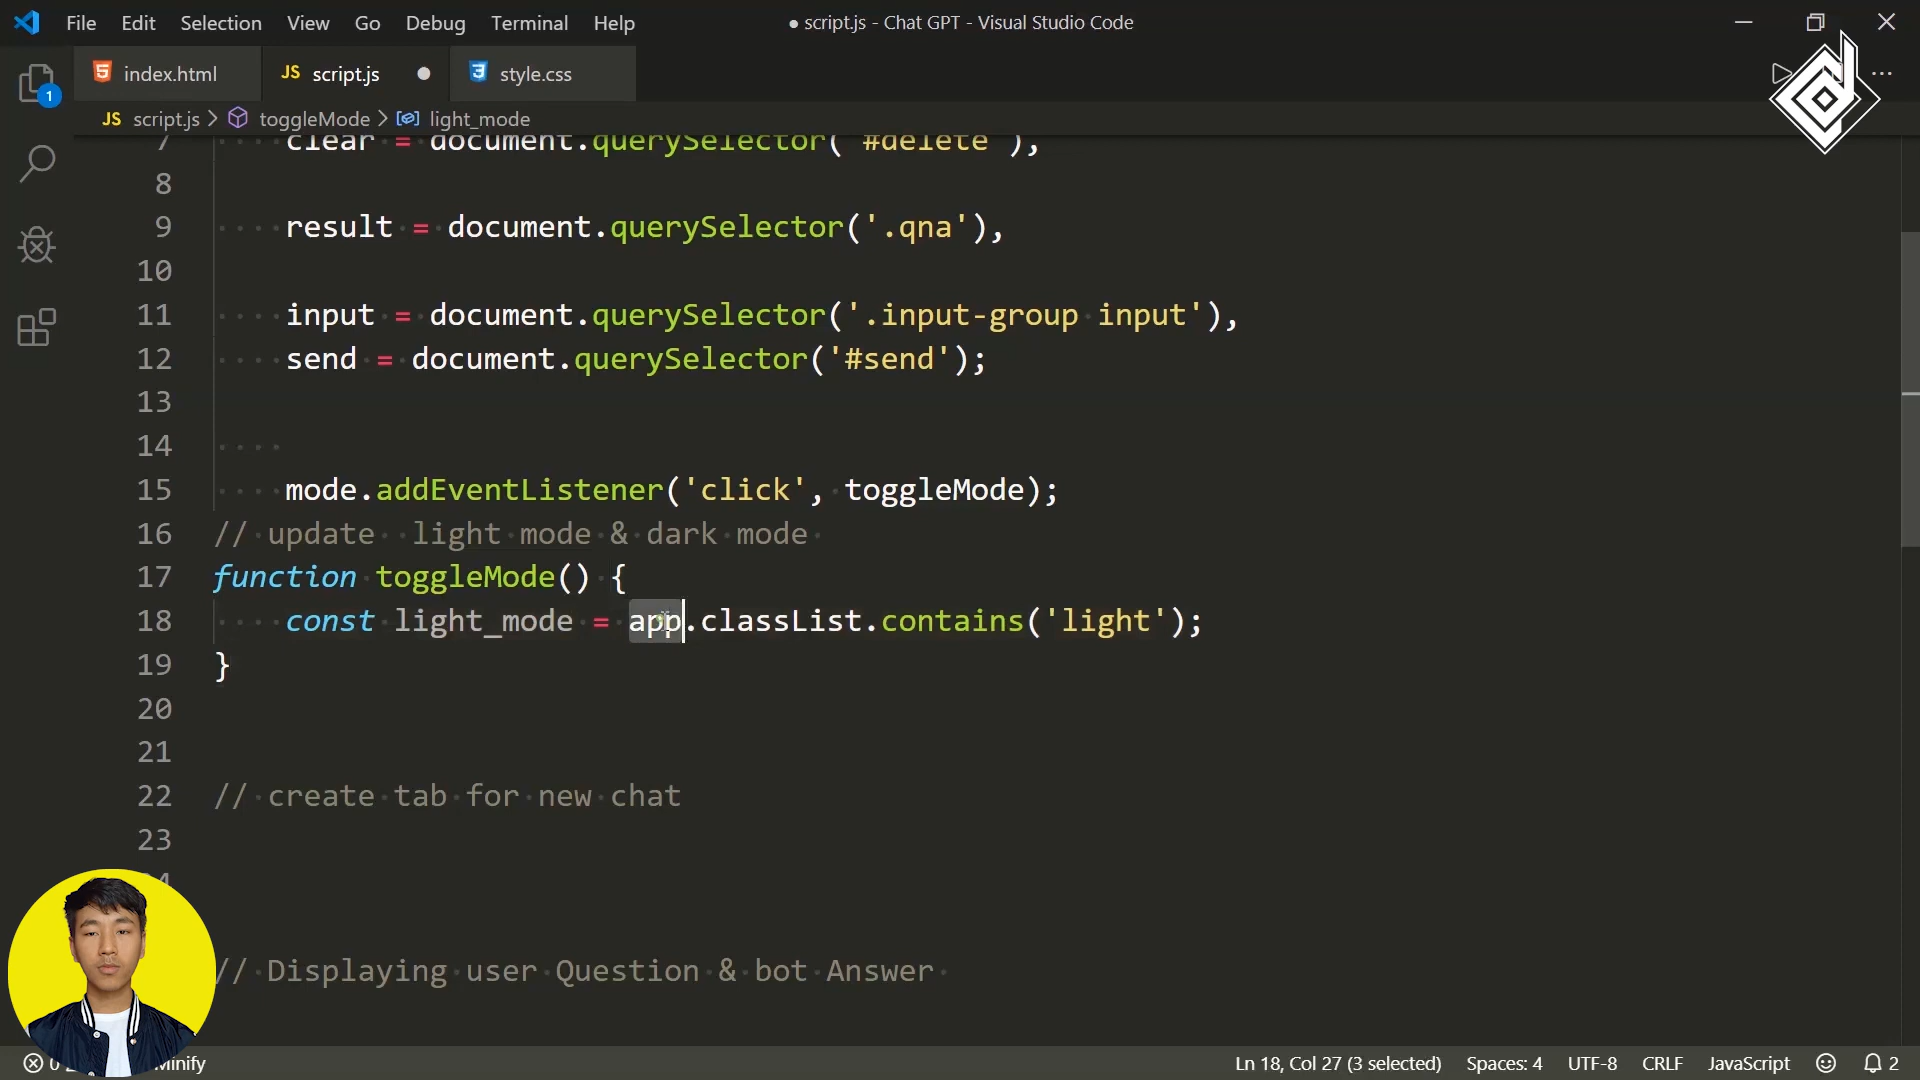 File Edit Selection View Go Debug Terminal Help
● script.js - Chat GPT - Visual Studio Code
index.html
JS script.js ●
style.css
1
JS script.js > toggleMode > light_mode
7 clear = document.querySelector('#delete'),
8
9 result = document.querySelector('.qna'),
10
11 input = document.querySelector('.input-group input'),
12 send = document.querySelector('#send');
13
14
15 mode.addEventListener('click', toggleMode);
16 // update  light mode & dark mode
17 function toggleMode() {
18 const light_mode = app.classList.contains('light');
19 }
20
21
22 // create tab for new chat
23
// Displaying user Question & bot Answer
Ln 18, Col 27 (3 selected) Spaces: 4 UTF-8 CRLF JavaScript 2